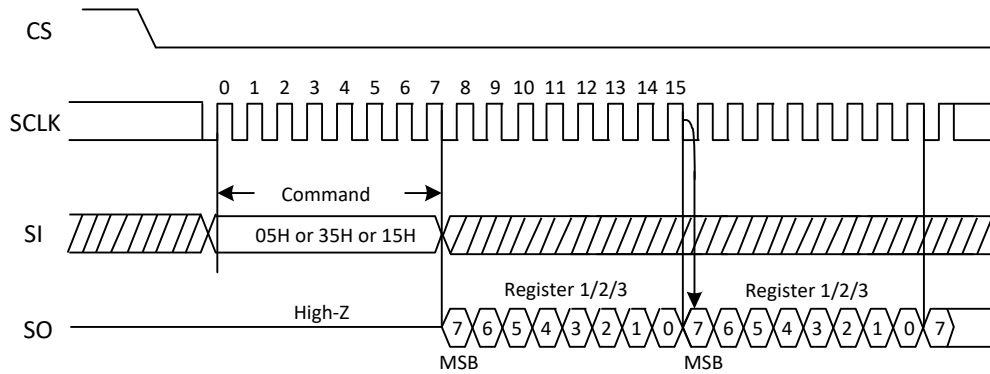 CS
0 1 2 3 4 5 6 7 8 9 10 11 12 13 14 15
SCLK
Command
SI 05H or 35H or 15H
Register 1/2/3 Register 1/2/3
High-Z
SO 7 6 5 4 3 2 1 0 7 6 5 4 3 2 1 0 7
MSB MSB